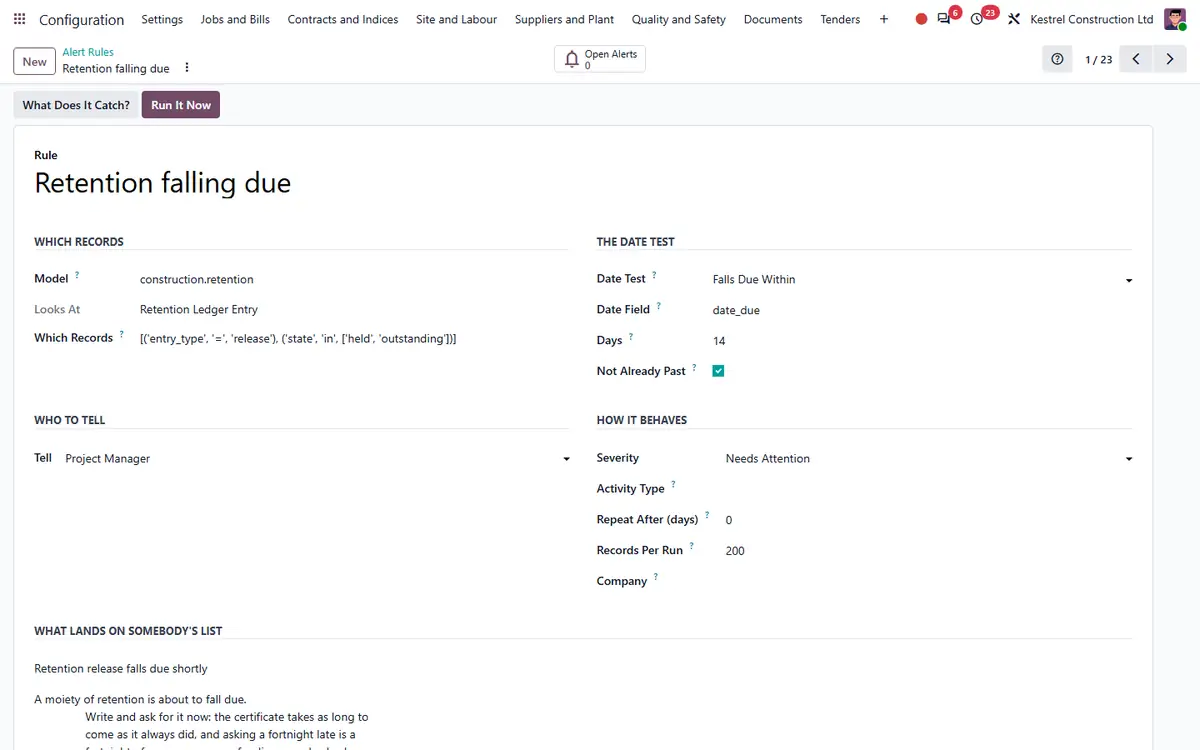 Configuration Settings Jobs and Bills Contracts and Indices Site and Labour Suppliers and Plant Quality and Safety Documents Tenders + 6 23 Kestrel Construction Ltd
New Alert Rules Open Alerts 1 / 23
Retention falling due 0
What Does It Catch? Run It Now
Rule
Retention falling due
WHICH RECORDS
Model ? construction.retention
Looks At Retention Ledger Entry
Which Records ? [('entry_type', '=', 'release'), ('state', 'in', ['held', 'outstanding'])]
THE DATE TEST
Date Test ? Falls Due Within
Date Field ? date_due
Days ? 14
Not Already Past ?
WHO TO TELL
Tell Project Manager
HOW IT BEHAVES
Severity Needs Attention
Activity Type ?
Repeat After (days) ? 0
Records Per Run ? 200
Company ?
WHAT LANDS ON SOMEBODY'S LIST
Retention release falls due shortly
A moiety of retention is about to fall due.
Write and ask for it now: the certificate takes as long to
come as it always did, and asking a fortnight late is a